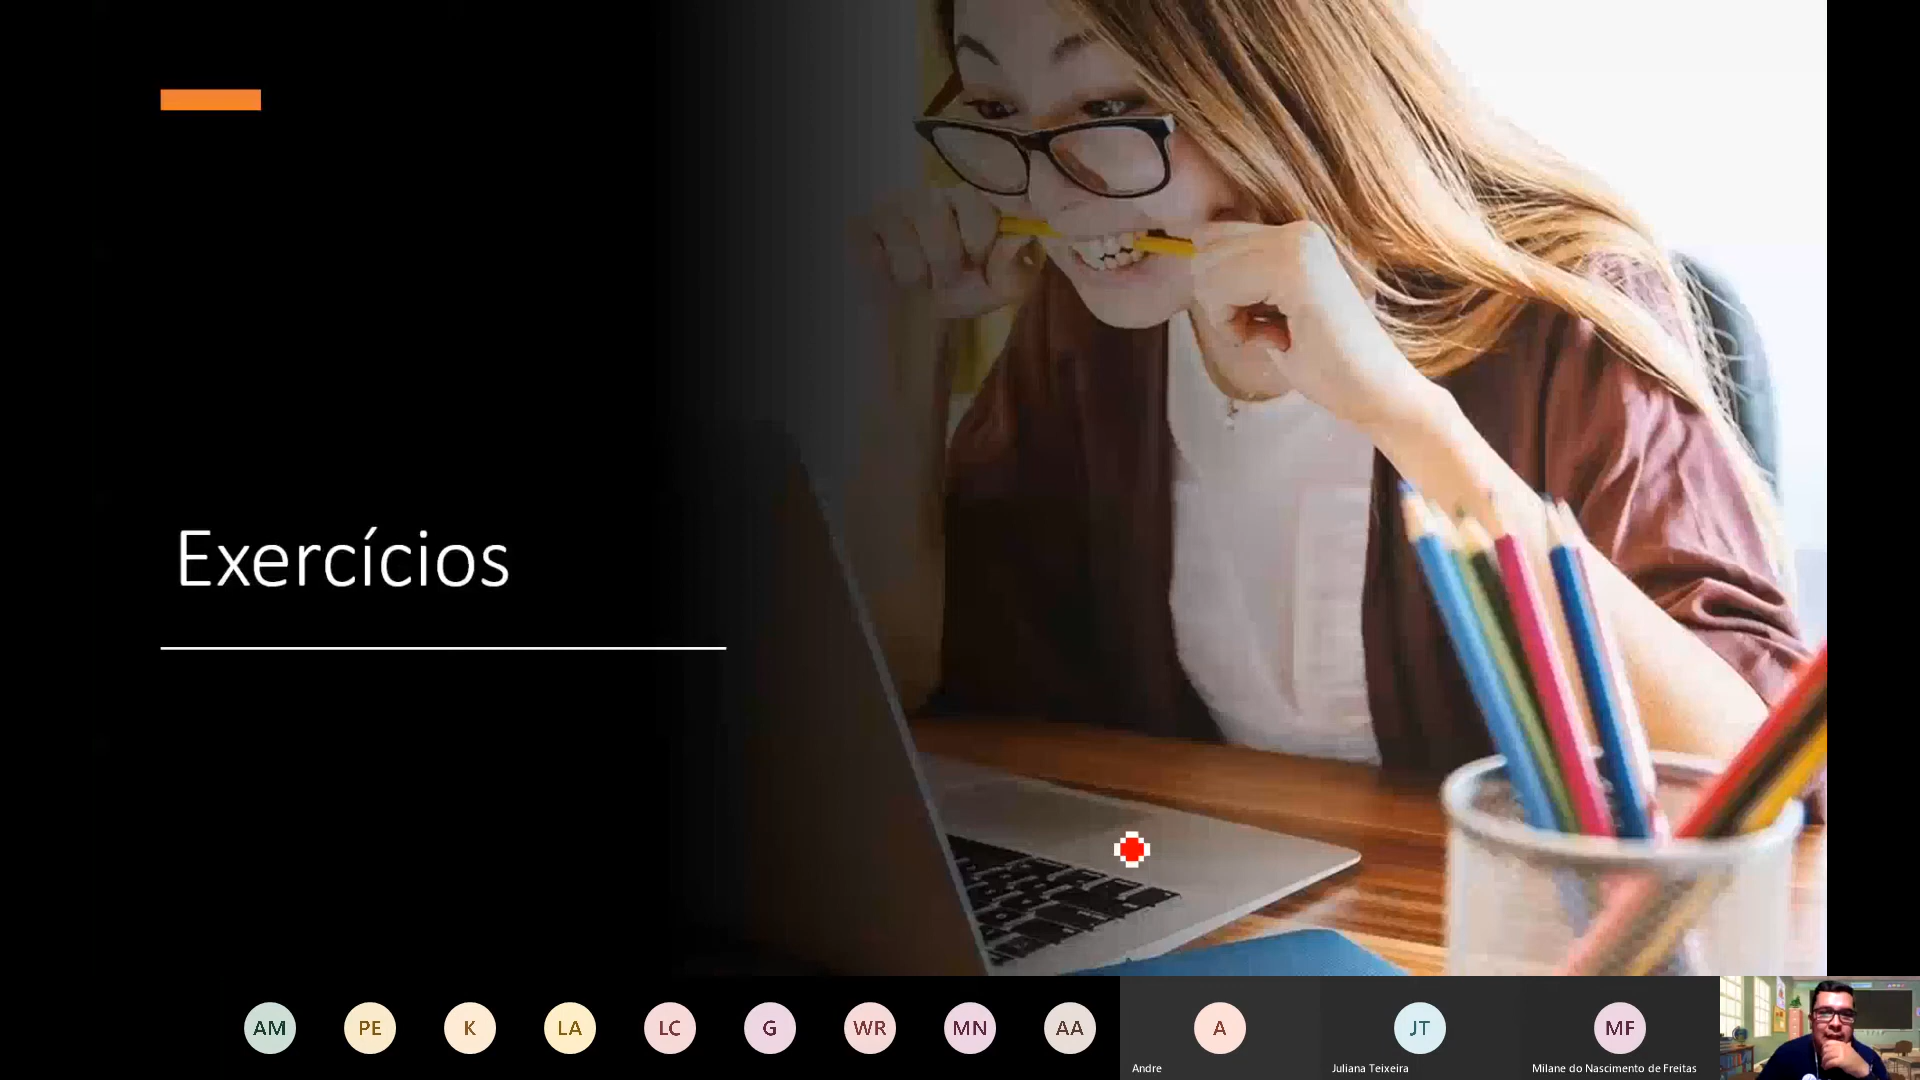 Exercícios
AM
PE
K
LA
LC
G
WR
MN
AA
A
JT
MF
Andre
Juliana Teixeira
Milane do Nascimento de Freitas